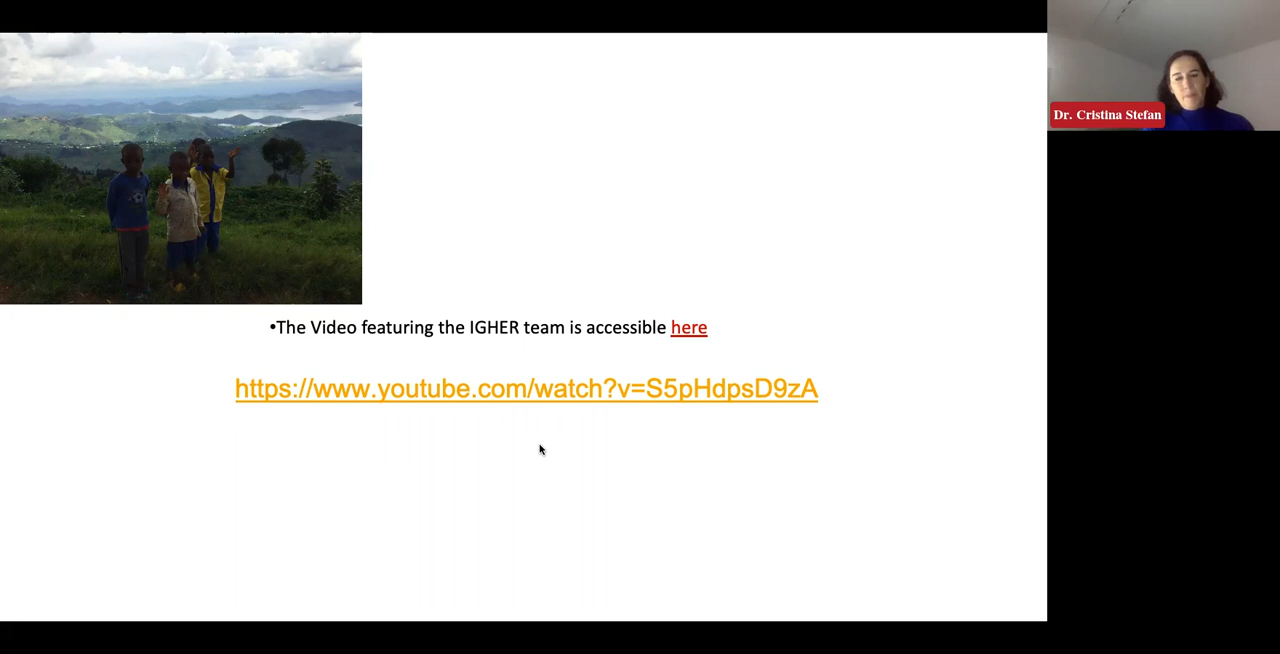 Dr. Cristina Stefan
•The Video featuring the IGHER team is accessible here
https://www.youtube.com/watch?v=S5pHdpsD9zA